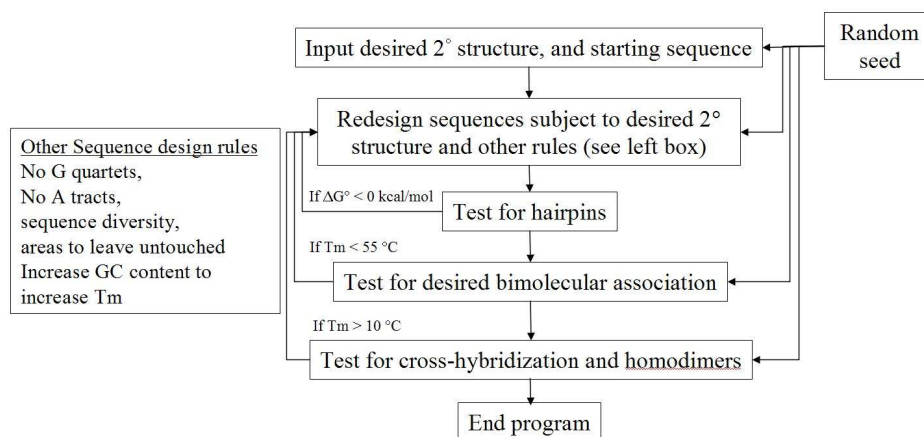 Input desired 2° structure, and starting sequence
Random
seed
Redesign sequences subject to desired 2°
structure and other rules (see left box)
Other Sequence design rules
No G quartets,
No A tracts,
sequence diversity,
areas to leave untouched
Increase GC content to
increase Tm
If ΔG° < 0 kcal/mol
Test for hairpins
If Tm < 55 °C
Test for desired bimolecular association
If Tm > 10 °C
Test for cross-hybridization and homodimers
End program